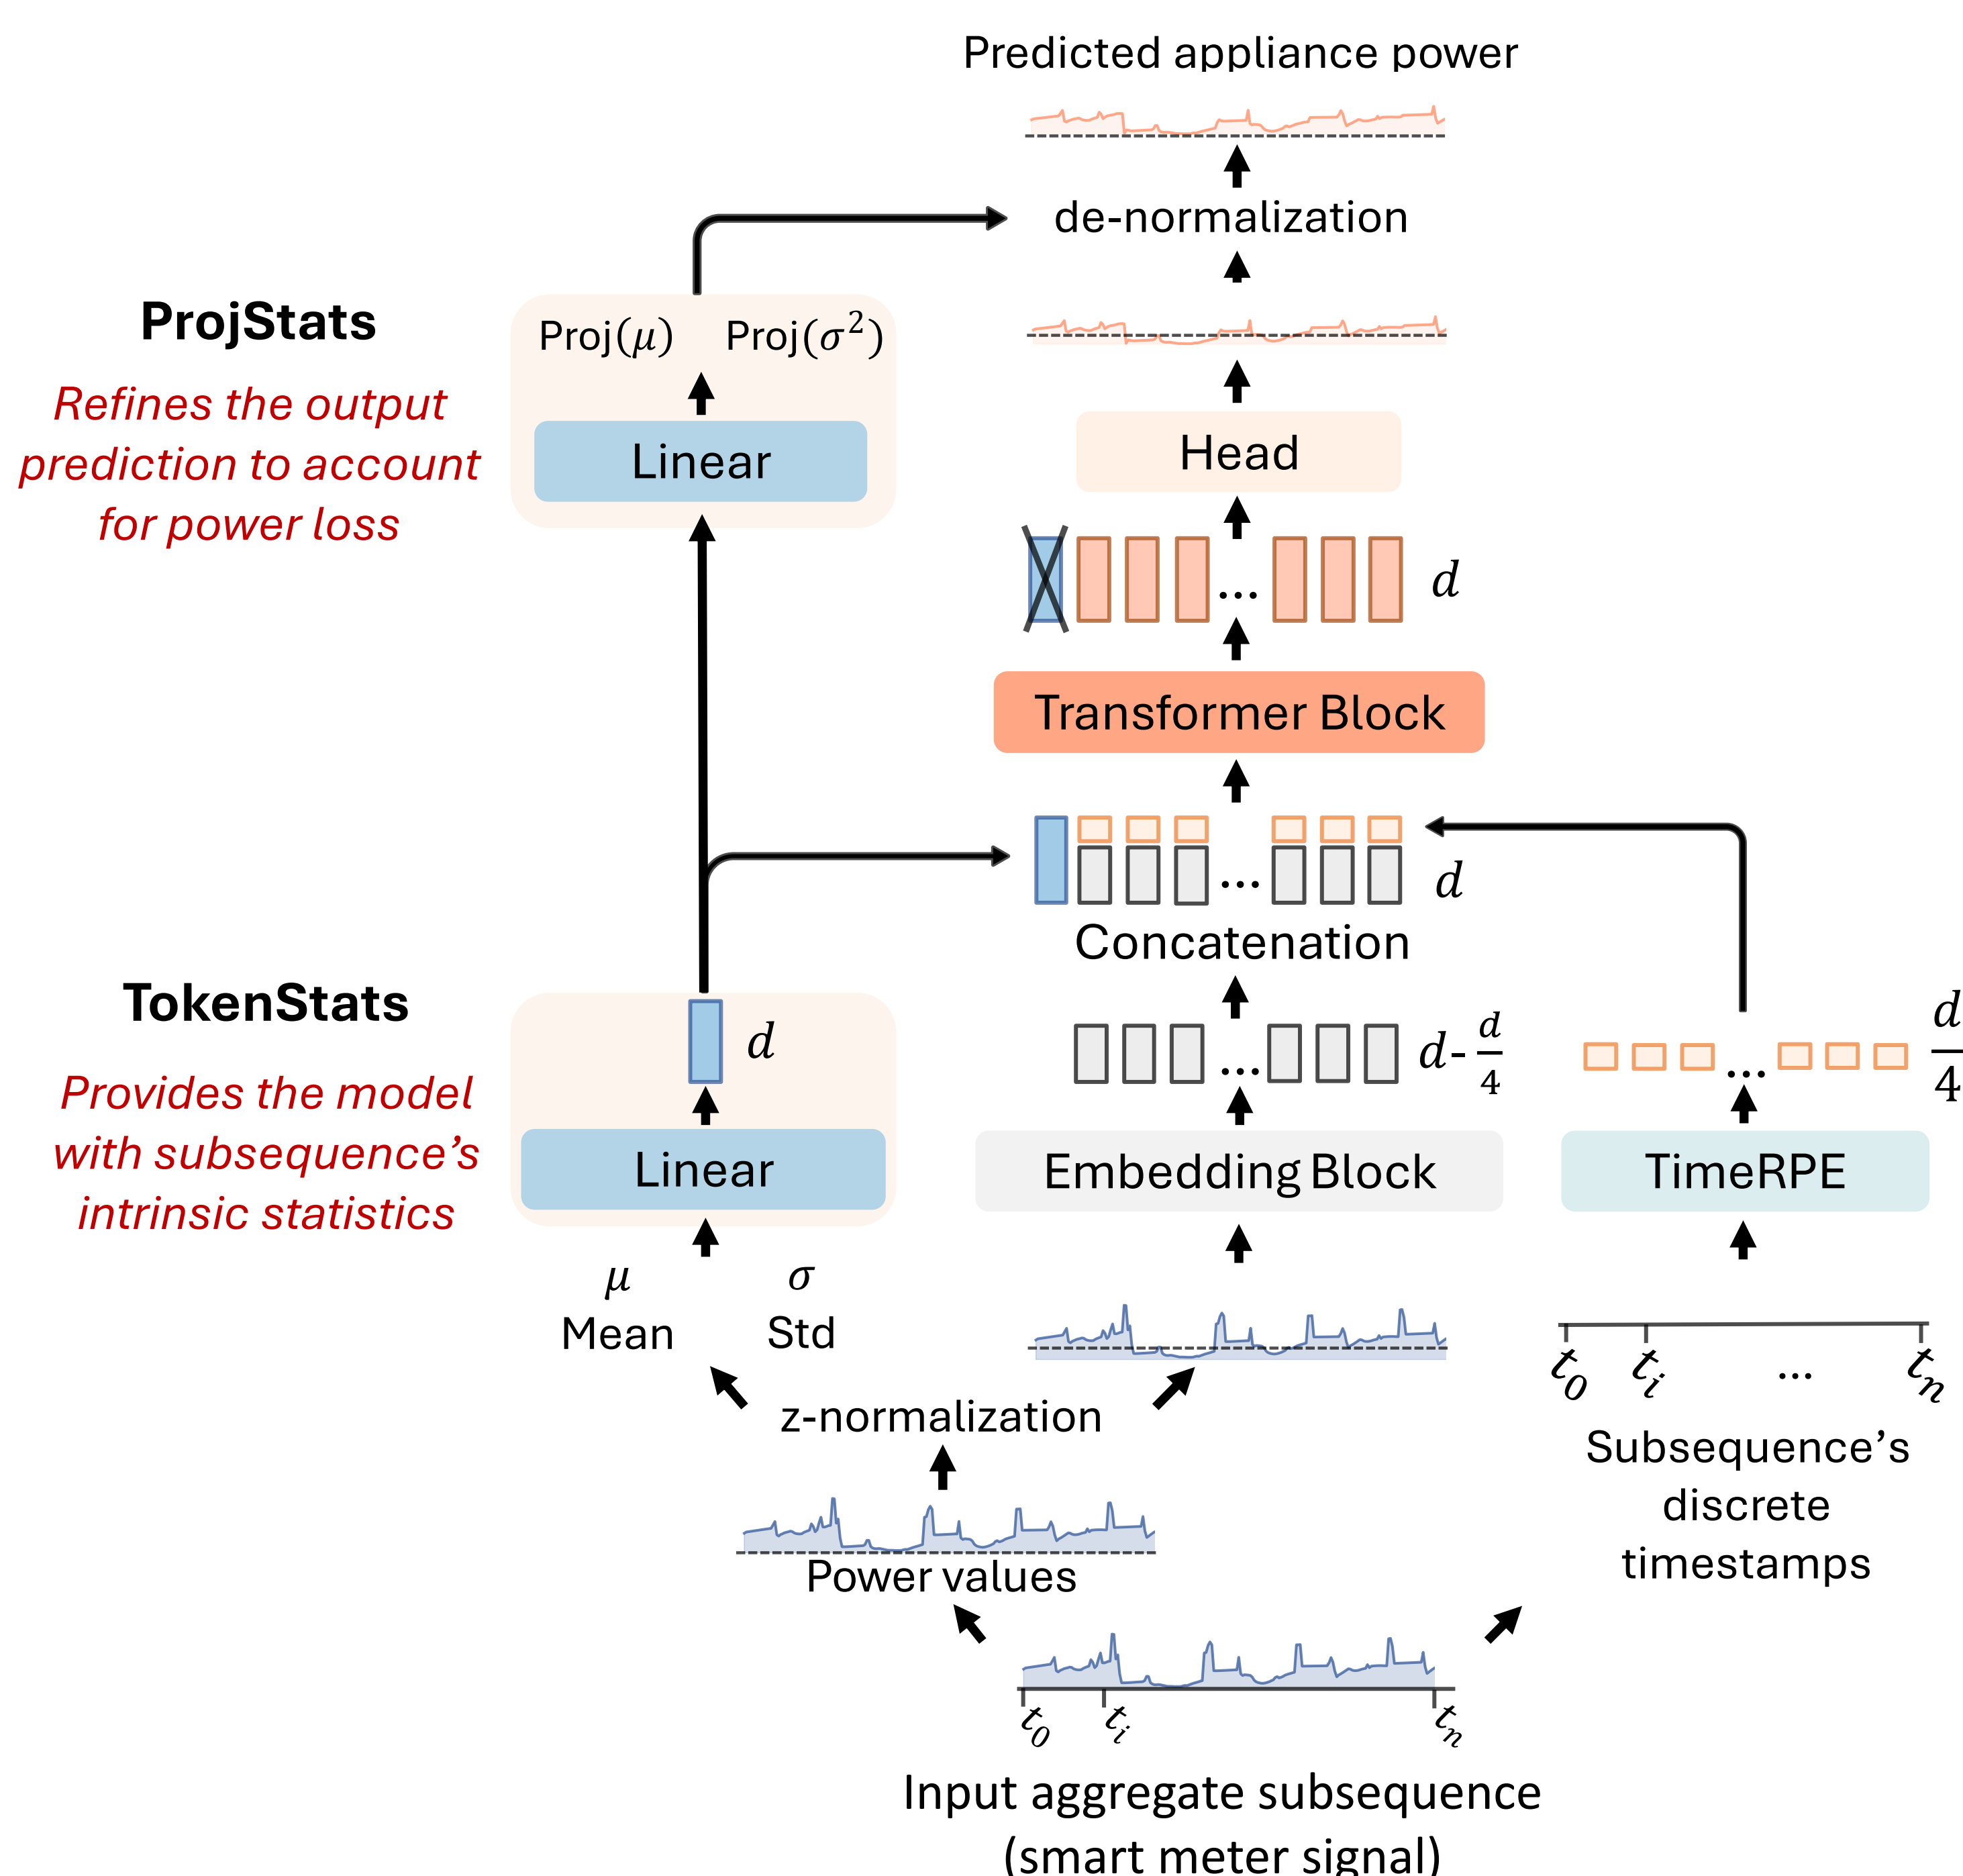 Predicted appliance power
de-normalization
ProjStats
Refines the output
prediction to account
for power loss
Proj(μ) Proj(σ²)
Linear
Head
...
d
Transformer Block
...
d
Concatenation
TokenStats
Provides the model
with subsequence’s
intrinsic statistics
d
Linear
... d- d/4
... d/4
Embedding Block
TimeRPE
μ σ
Mean Std
z-normalization
Power values
t₀ tᵢ ... tₙ
Subsequence’s
discrete
timestamps
t₀ tᵢ tₙ
Input aggregate subsequence
(smart meter signal)